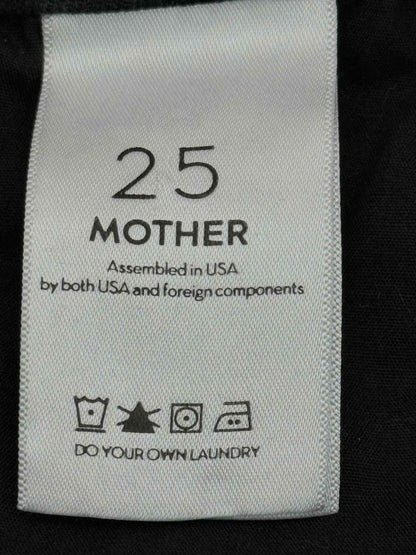 25
MOTHER
Assembled in USA
by both USA and foreign components
DO YOUR OWN LAUNDRY